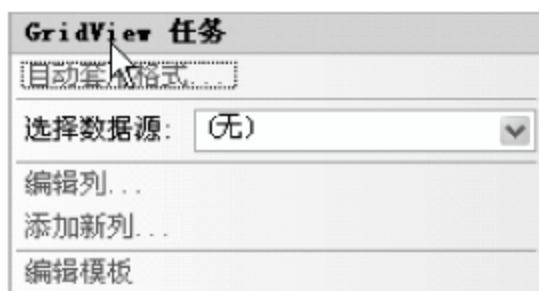 GridView 任务
自动套用格式...
选择数据源: (无)
编辑列...
添加新列...
编辑模板